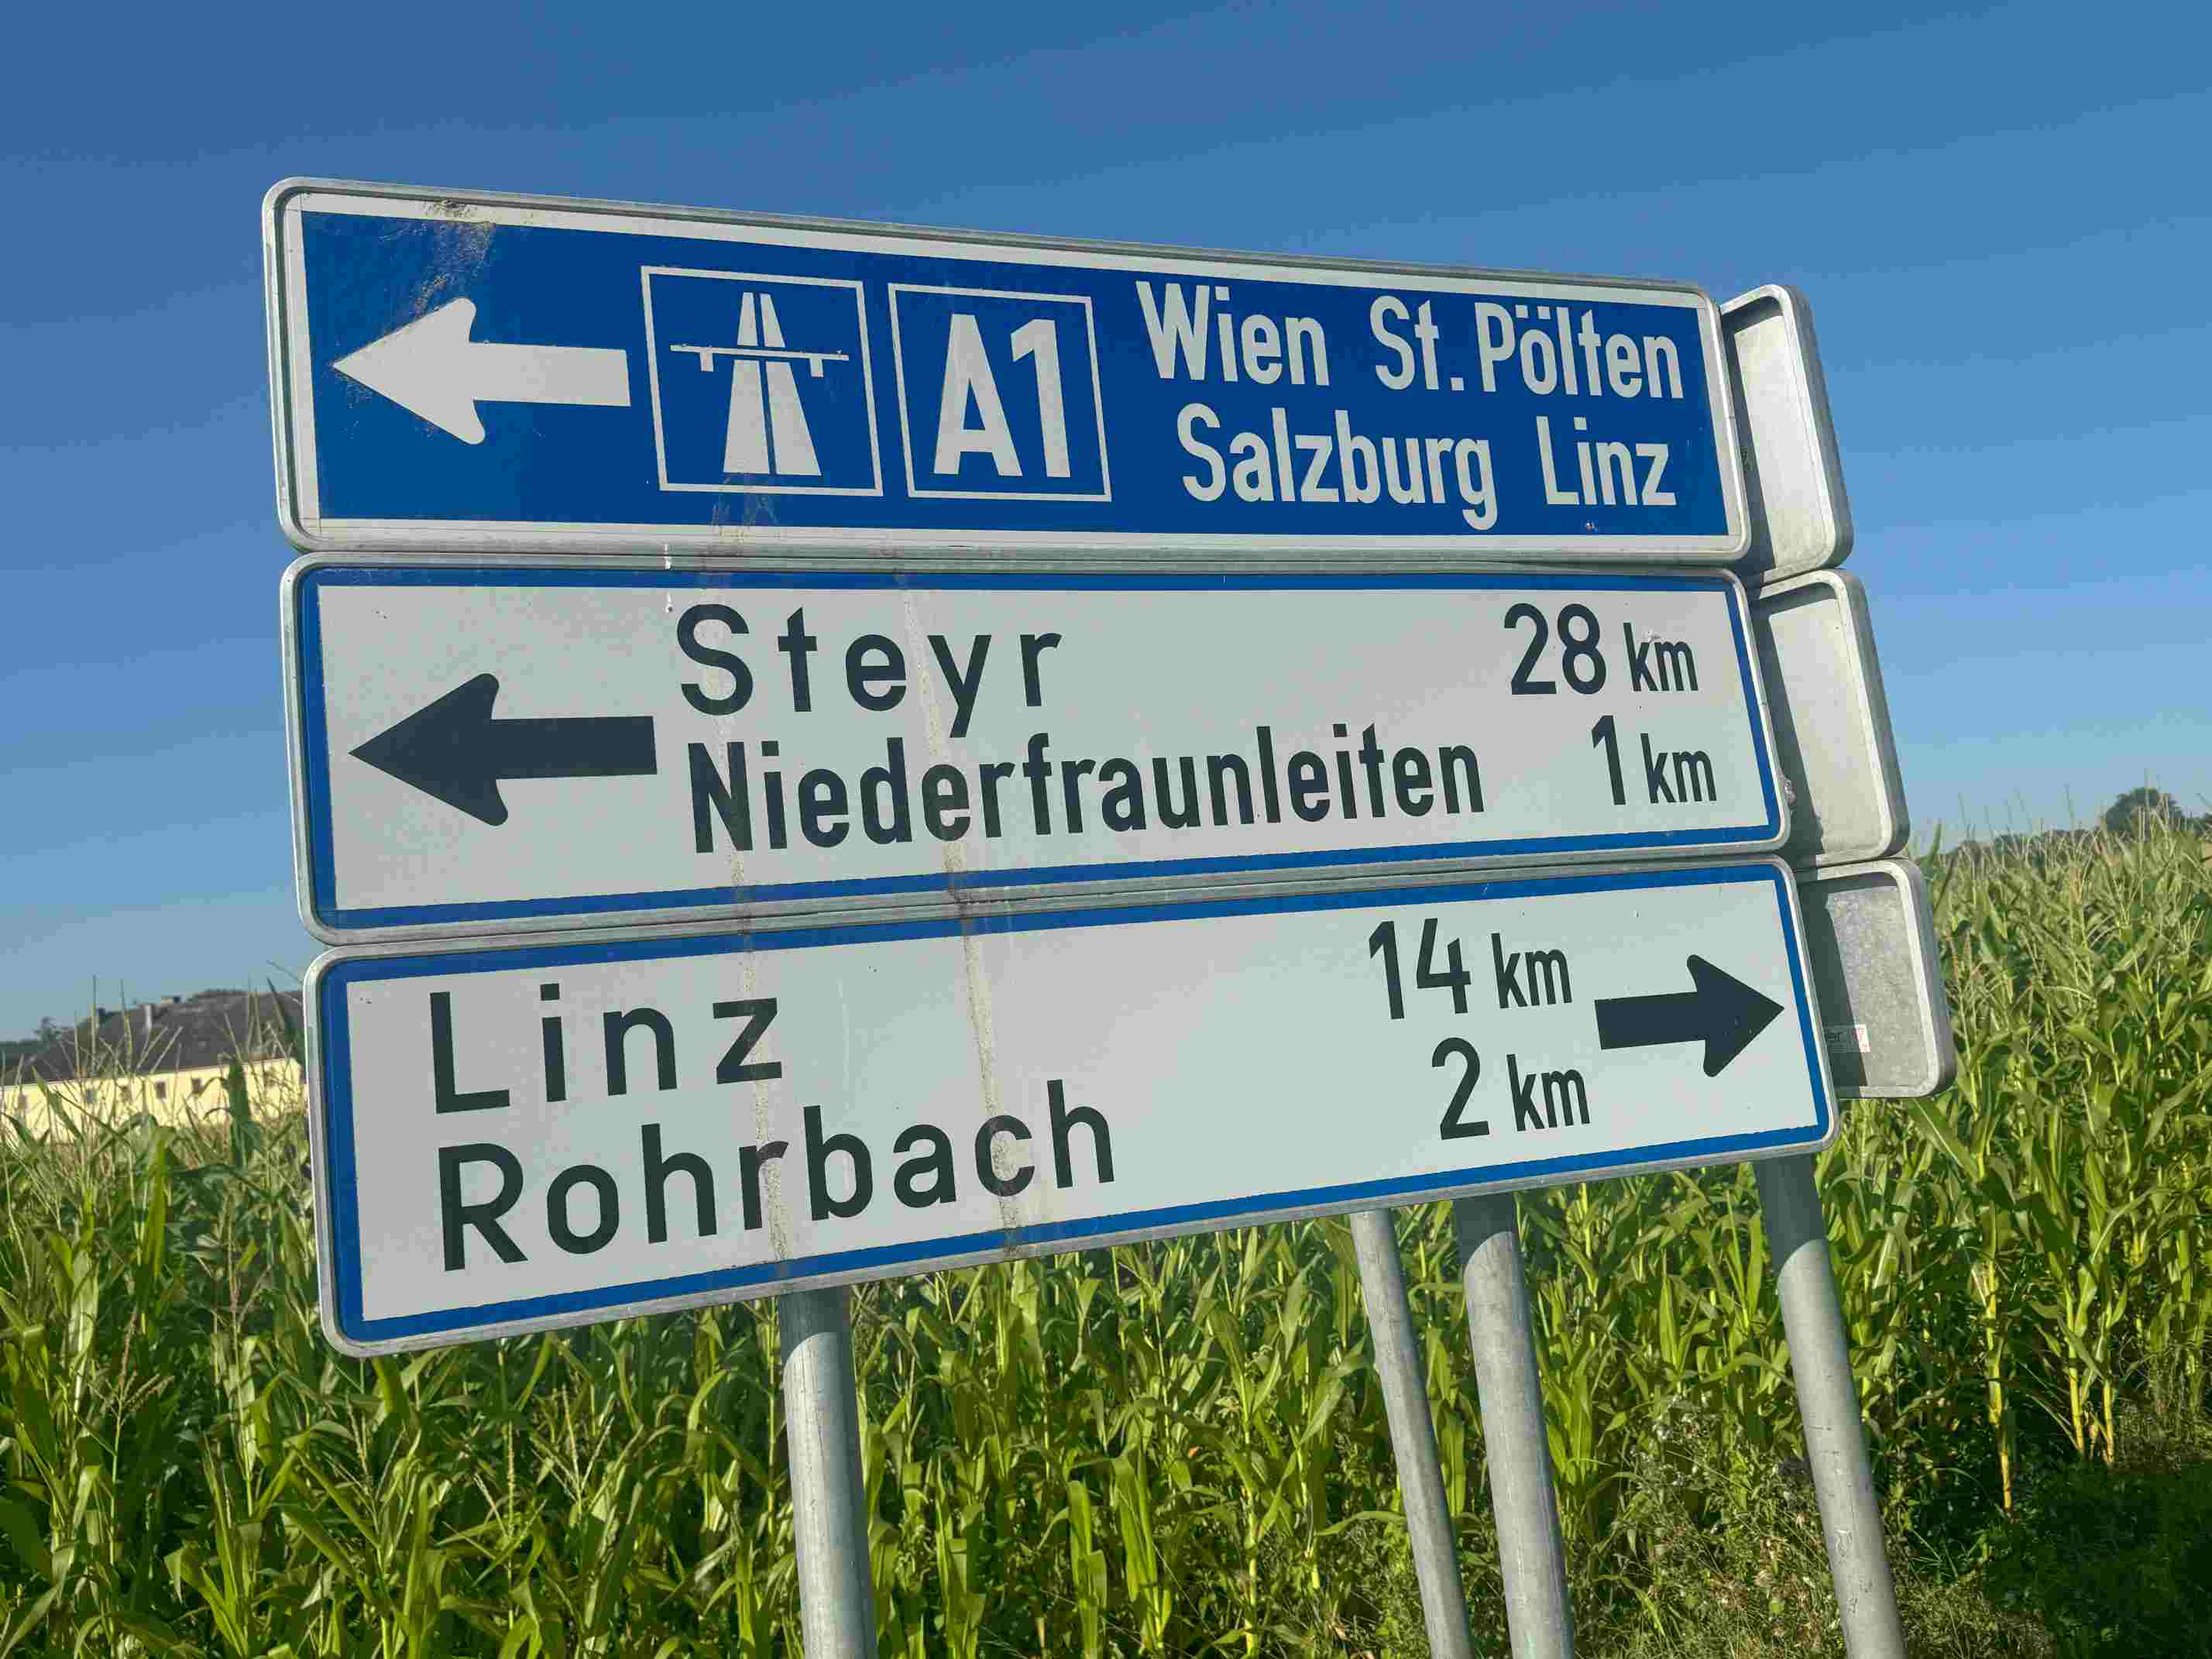 A1
Wien St. Pölten
Salzburg Linz
Steyr 28 km
Niederfraunleiten 1 km
Linz 14 km
Rohrbach 2 km